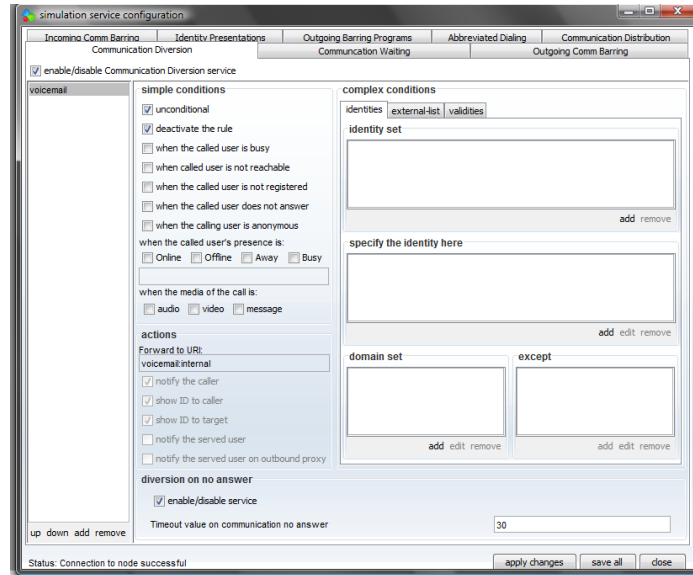 simulation service configuration
Incoming Comm Barring Identity Presentations Outgoing Barring Programs Abbreviated Dialing Communication Distribution
Communication Diversion Communcation Waiting Outgoing Comm Barring
enable/disable Communication Diversion service
voicemail
simple conditions
unconditional
deactivate the rule
when the called user is busy
when called user is not reachable
when the called user is not registered
when the called user does not answer
when the calling user is anonymous
when the called user's presence is:
Online Offline Away Busy
when the media of the call is:
audio video message
actions
Forward to URI:
voicemail:internal
notify the caller
show ID to caller
show ID to target
notify the served user
notify the served user on outbound proxy
complex conditions
identities external-list validities
identity set
add remove
specify the identity here
add edit remove
domain set except
add edit remove add edit remove
diversion on no answer
enable/disable service
Timeout value on communication no answer 30
up down add remove
Status: Connection to node successful apply changes save all close